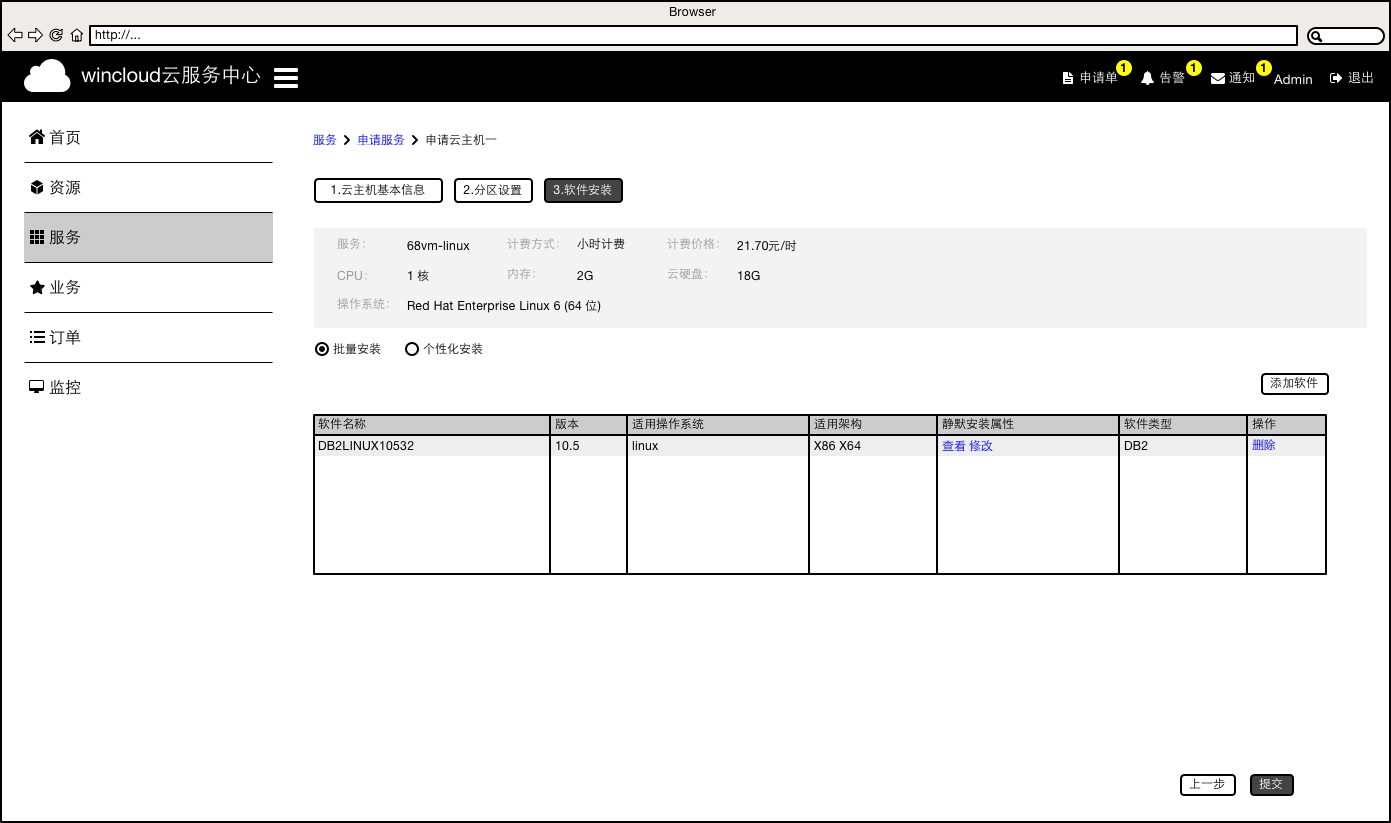 Browser
http://...
wincloud云服务中心
申请单 1 告警 1 通知 1 Admin 退出
首页
资源
服务
业务
订单
监控
服务 申请服务 申请云主机一
1.云主机基本信息 2.分区设置 3.软件安装
服务: 68vm-linux 计费方式: 小时计费 计费价格: 21.70元/时
CPU: 1 核 内存: 2G 云硬盘: 18G
操作系统: Red Hat Enterprise Linux 6 (64 位)
批量安装 个性化安装
添加软件
软件名称 版本 适用操作系统 适用架构 静默安装属性 软件类型 操作
DB2LINUX10532 10.5 linux X86 X64 查看 修改 DB2 删除
上一步 提交